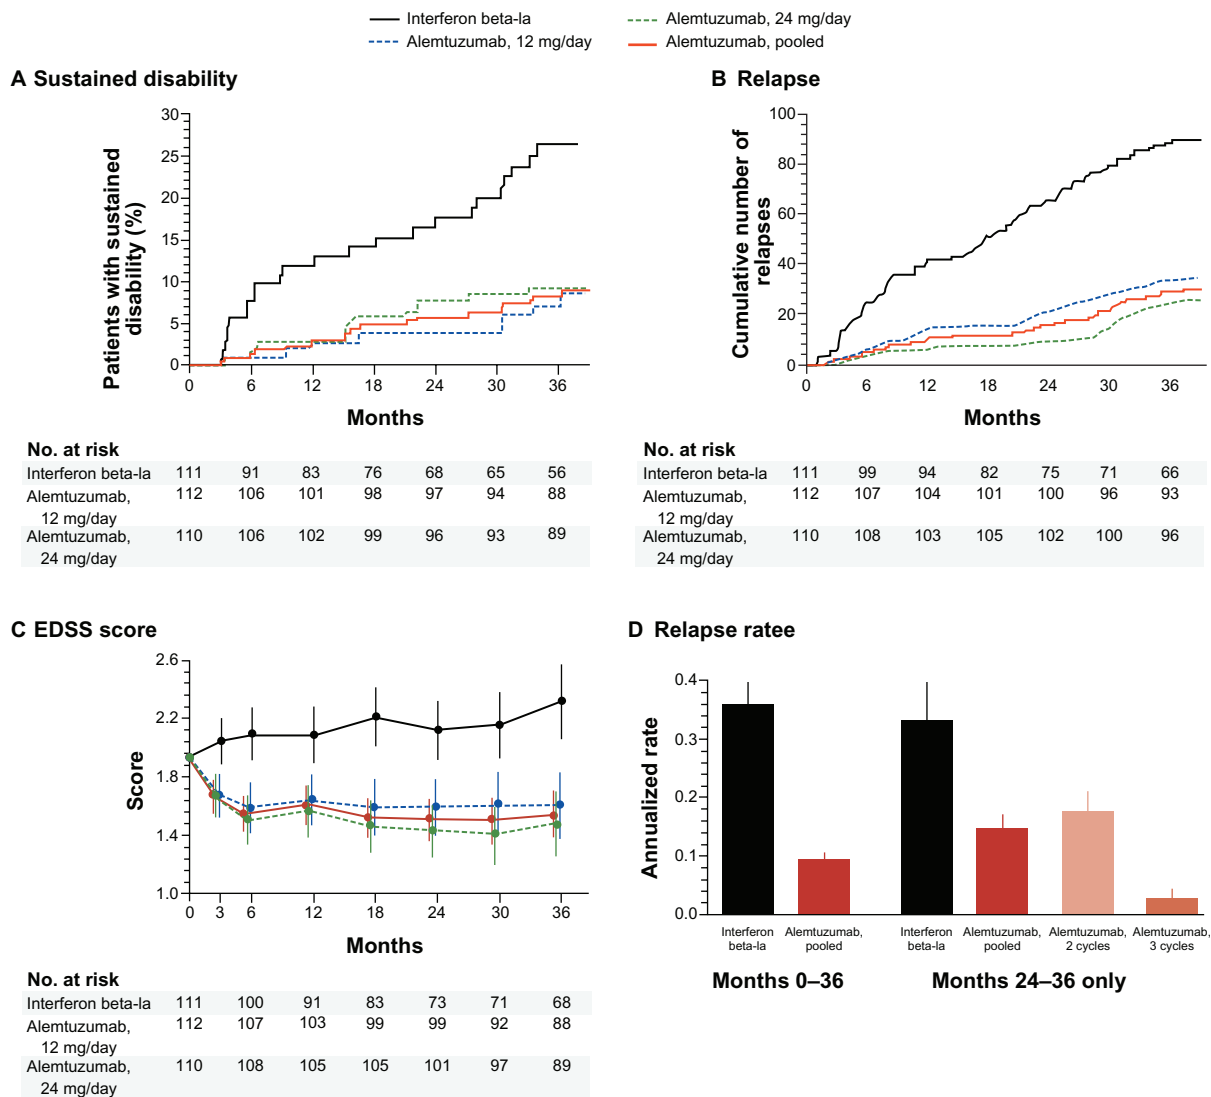 Interferon beta-la
Alemtuzumab, 24 mg/day
Alemtuzumab, 12 mg/day
Alemtuzumab, pooled
A Sustained disability
Patients with sustained
disability (%)
30
25
20
15
10
5
0
0 6 12 18 24 30 36
Months
No. at risk
Interferon beta-la 111 91 83 76 68 65 56
Alemtuzumab, 112 106 101 98 97 94 88
12 mg/day
Alemtuzumab, 110 106 102 99 96 93 89
24 mg/day
B Relapse
Cumulative number of
relapses
100
80
60
40
20
0
0 6 12 18 24 30 36
Months
No. at risk
Interferon beta-la 111 99 94 82 75 71 66
Alemtuzumab, 112 107 104 101 100 96 93
12 mg/day
Alemtuzumab, 110 108 103 105 102 100 96
24 mg/day
C EDSS score
Score
2.6
2.2
1.8
1.4
1.0
0 3 6 12 18 24 30 36
Months
No. at risk
Interferon beta-la 111 100 91 83 73 71 68
Alemtuzumab, 112 107 103 99 99 92 88
12 mg/day
Alemtuzumab, 110 108 105 105 101 97 89
24 mg/day
D Relapse ratee
Annualized rate
0.4
0.3
0.2
0.1
0.0
Interferon
beta-la
Alemtuzumab,
pooled
Interferon
beta-la
Alemtuzumab,
pooled
Alemtuzumab,
2 cycles
Alemtuzumab,
3 cycles
Months 0–36
Months 24–36 only